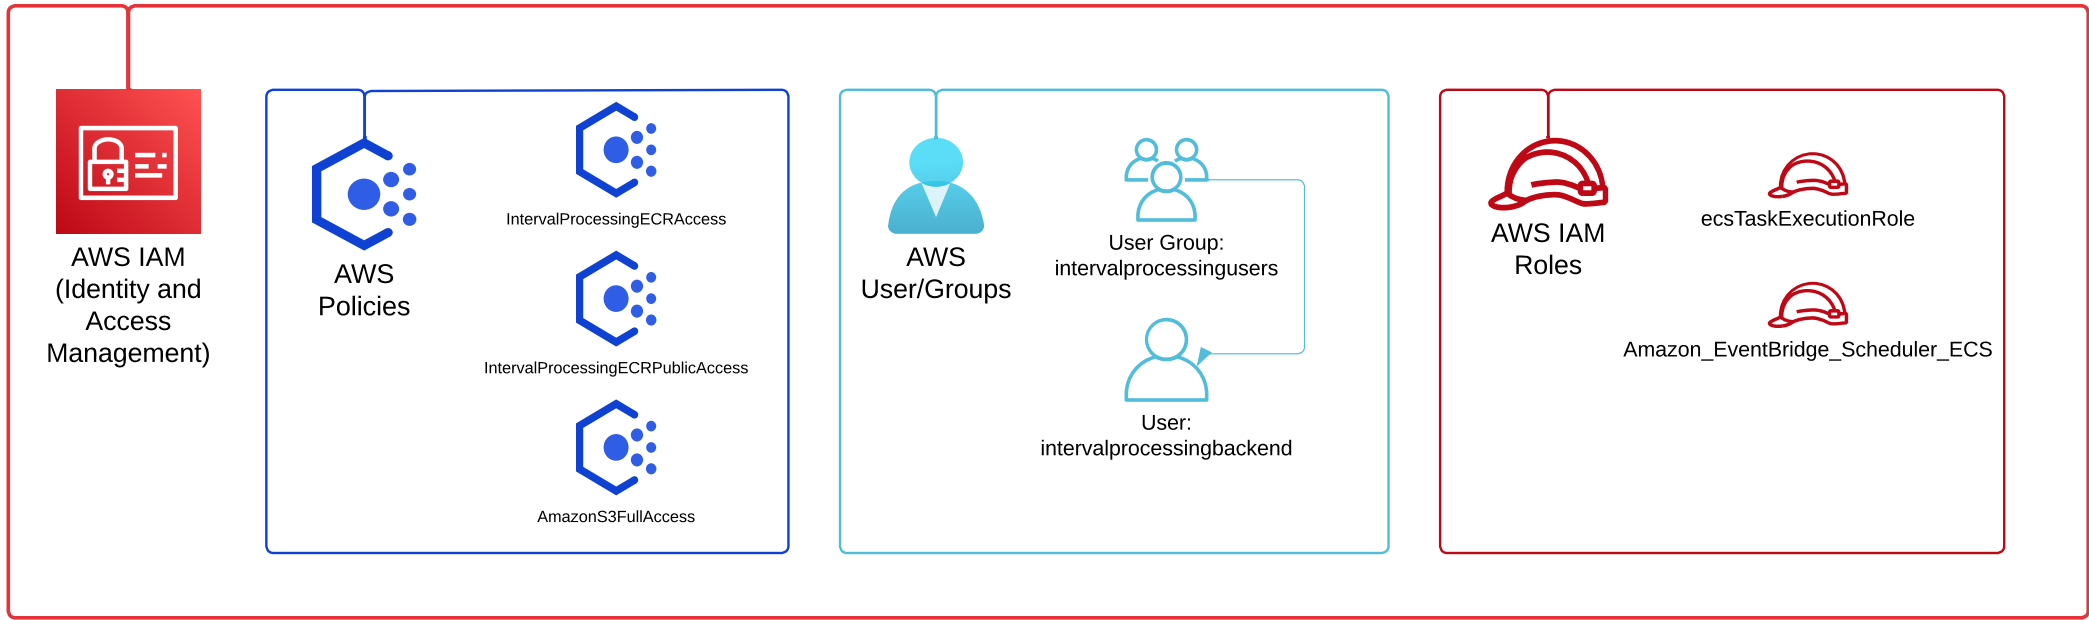 AWS IAM
(Identity and
Access
Management)
AWS
Policies
IntervalProcessingECRAccess
IntervalProcessingECRPublicAccess
AmazonS3FullAccess
AWS
User/Groups
User Group:
intervalprocessingusers
User:
intervalprocessingbackend
AWS IAM
Roles
ecsTaskExecutionRole
Amazon_EventBridge_Scheduler_ECS